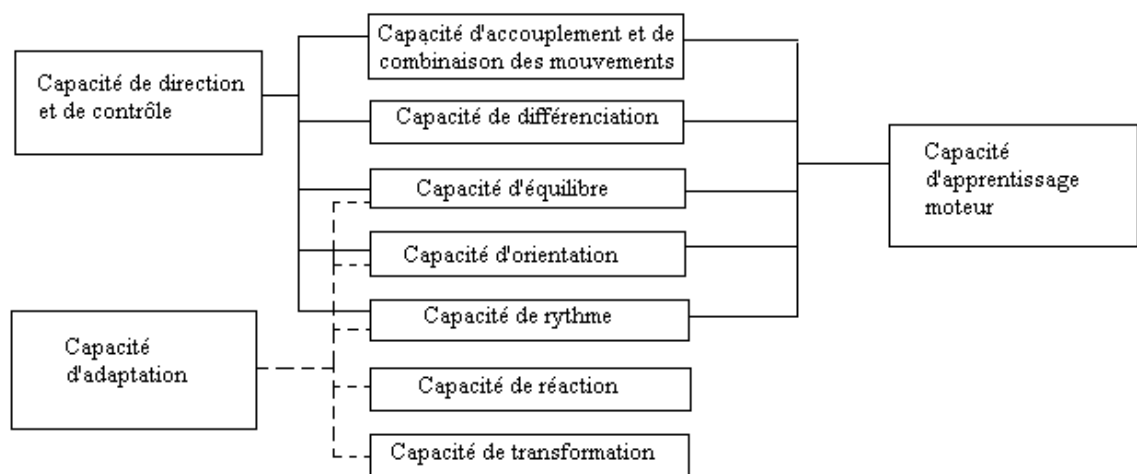 Capacité d'accouplement et de
combinaison des mouvements
Capacité de direction
et de contrôle
Capacité de différenciation
Capacité
d'apprentissage
moteur
Capacité d'équilibre
Capacité d'orientation
Capacité de rythme
Capacité
d'adaptation
Capacité de réaction
Capacité de transformation